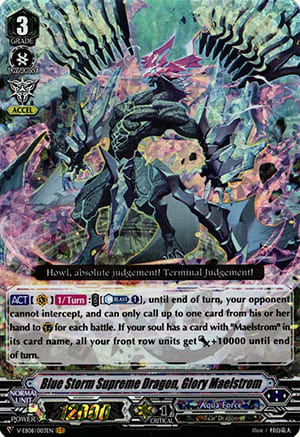 3
GRADE
ACCEL
Howl, absolute judgement! Terminal Judgement!
ACT 1/Turn : BLAST 1, until end of turn, your opponent
cannot intercept, and can only call up to one card from his or her
hand to for each battle. If your soul has a card with "Maelstrom" in
its card name, all your front row units get +10000 until end
of turn.
Blue Storm Supreme Dragon, Glory Maelstrom
NORMAL UNIT
POWER
12000
1
CRITICAL
Aqua Force
Tear Dragon
V-EB08/003EN